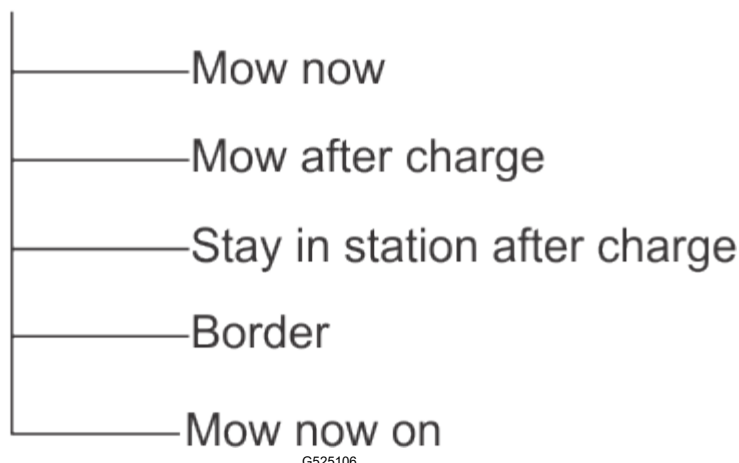 Mow now
Mow after charge
Stay in station after charge
Border
Mow now on
G525106